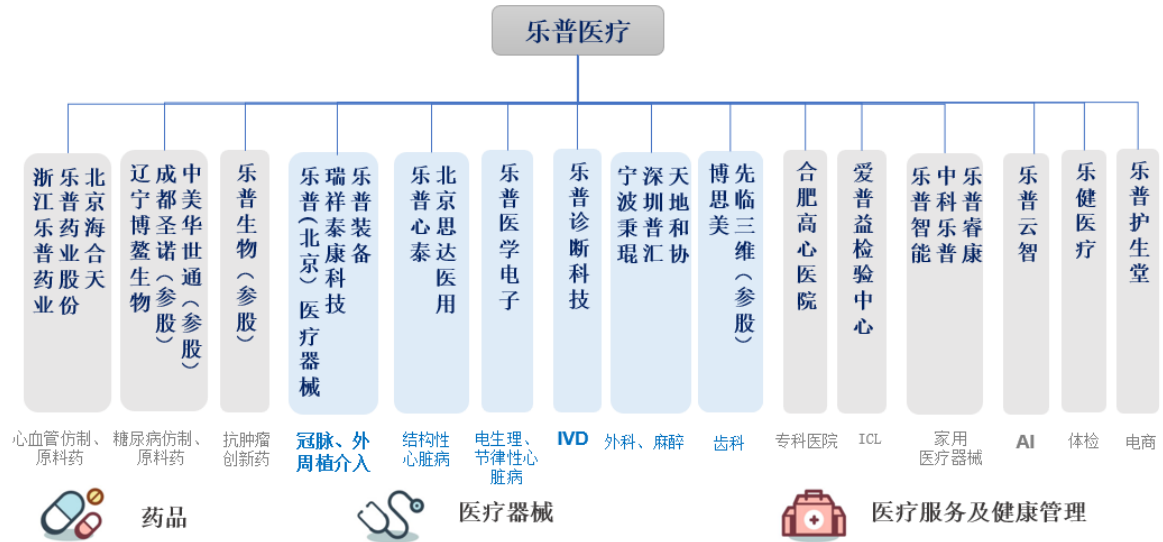 乐普医疗
浙江乐普药业
乐普药业股份
北京海合天
辽宁博鳌生物
成都圣诺（参股）
中美华世通（参股）
乐普生物（参股）
乐普(北京）医疗器械
瑞祥泰康科技
乐普装备
乐普心泰
北京思达医用
乐普医学电子
乐普诊断科技
宁波秉琨
深圳普汇
天地和协
博思美
先临三维（参股）
合肥高心医院
爱普益检验中心
乐普智能
中科乐普
乐普睿康
乐普云智
乐健医疗
乐普护生堂
心血管仿制、
原料药
糖尿病仿制、
原料药
抗肿瘤
创新药
冠脉、外
周植介入
结构性
心脏病
电生理、
节律性心
脏病
IVD
外科、麻醉
齿科
专科医院
ICL
家用
医疗器械
AI
体检
电商
药品
医疗器械
医疗服务及健康管理